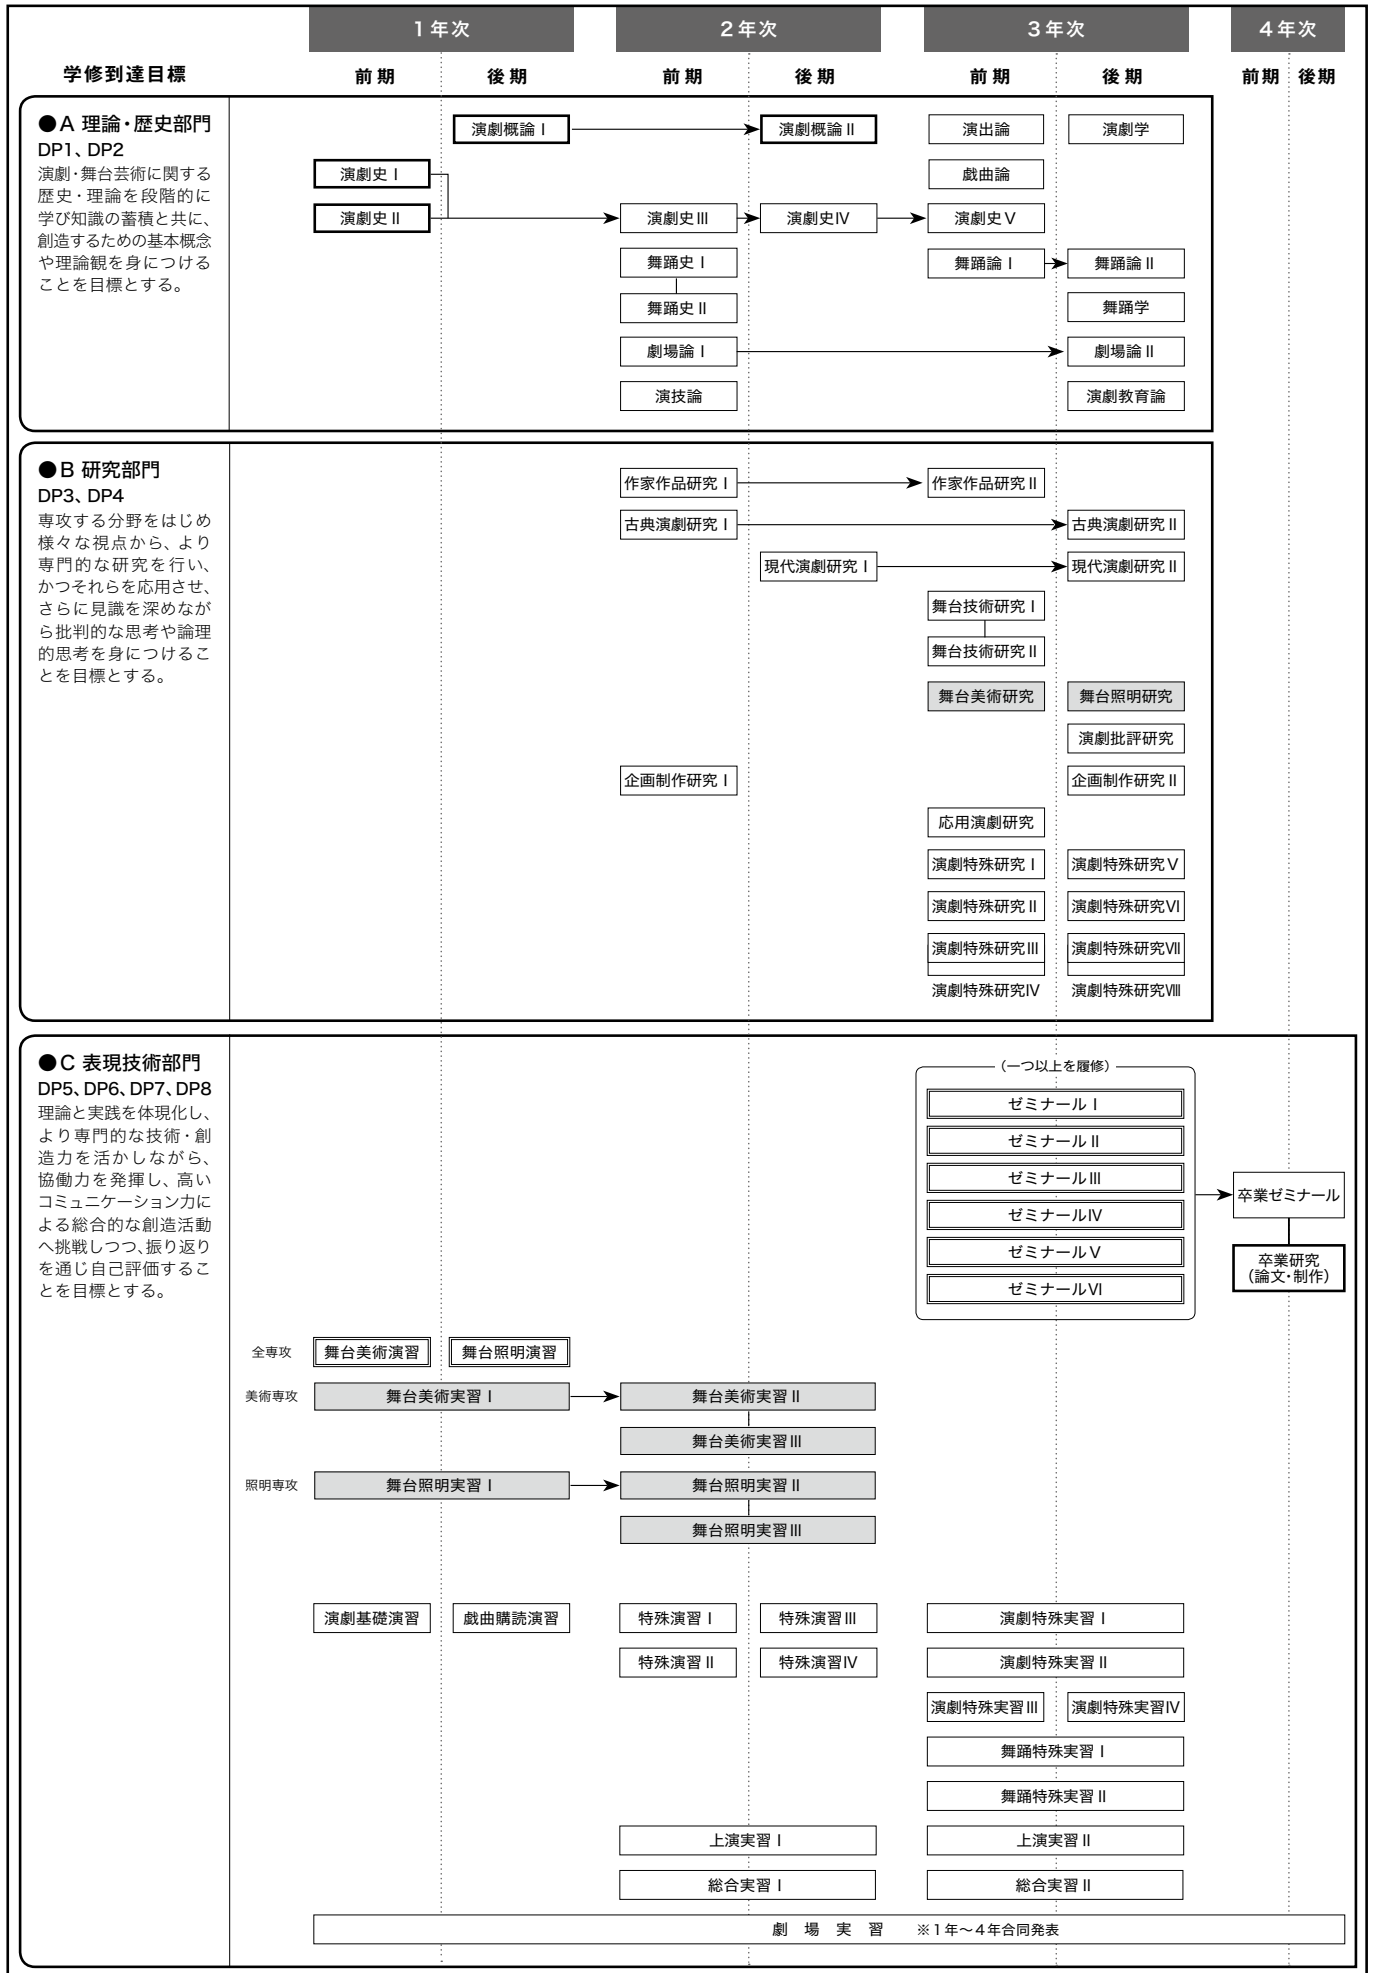 1年次 2年次 3年次 4年次
学修到達目標 前期 後期 前期 後期 前期 後期 前期 後期
●A 理論・歴史部門
DP1、DP2
演劇・舞台芸術に関する
歴史・理論を段階的に
学び知識の蓄積と共に、
創造するための基本概念
や理論観を身につける
ことを目標とする。
演劇概論Ⅰ 演劇概論Ⅱ 演出論 演劇学
演劇史Ⅰ 戯曲論
演劇史Ⅱ 演劇史Ⅲ 演劇史Ⅳ 演劇史Ⅴ
舞踊史Ⅰ 舞踊論Ⅰ 舞踊論Ⅱ
舞踊史Ⅱ 舞踊学
劇場論Ⅰ 劇場論Ⅱ
演技論 演劇教育論
●B 研究部門
DP3、DP4
専攻する分野をはじめ
様々な視点から、より
専門的な研究を行い、
かつそれらを応用させ、
さらに見識を深めなが
ら批判的な思考や論理
的思考を身につけるこ
とを目標とする。
作家作品研究Ⅰ 作家作品研究Ⅱ
古典演劇研究Ⅰ 古典演劇研究Ⅱ
現代演劇研究Ⅰ 現代演劇研究Ⅱ
舞台技術研究Ⅰ
舞台技術研究Ⅱ
舞台美術研究 舞台照明研究
演劇批評研究
企画制作研究Ⅰ 企画制作研究Ⅱ
応用演劇研究
演劇特殊研究Ⅰ 演劇特殊研究Ⅴ
演劇特殊研究Ⅱ 演劇特殊研究Ⅵ
演劇特殊研究Ⅲ 演劇特殊研究Ⅶ
演劇特殊研究Ⅳ 演劇特殊研究Ⅷ
●C 表現技術部門
DP5、DP6、DP7、DP8
理論と実践を体現化し、
より専門的な技術・創
造力を活かしながら、
協働力を発揮し、高い
コミュニケーション力に
よる総合的な創造活動
へ挑戦しつつ、振り返り
を通じ自己評価するこ
とを目標とする。
（一つ以上を履修）
ゼミナールⅠ
ゼミナールⅡ
ゼミナールⅢ
ゼミナールⅣ
ゼミナールⅤ
ゼミナールⅥ
卒業ゼミナール
卒業研究
（論文・制作）
全専攻 舞台美術演習 舞台照明演習
美術専攻 舞台美術実習Ⅰ 舞台美術実習Ⅱ
舞台美術実習Ⅲ
照明専攻 舞台照明実習Ⅰ 舞台照明実習Ⅱ
舞台照明実習Ⅲ
演劇基礎演習 戯曲購読演習 特殊演習Ⅰ 特殊演習Ⅲ 演劇特殊実習Ⅰ
特殊演習Ⅱ 特殊演習Ⅳ 演劇特殊実習Ⅱ
演劇特殊実習Ⅲ 演劇特殊実習Ⅳ
舞踊特殊実習Ⅰ
舞踊特殊実習Ⅱ
上演実習Ⅰ 上演実習Ⅱ
総合実習Ⅰ 総合実習Ⅱ
劇場実習 ※1年～4年合同発表